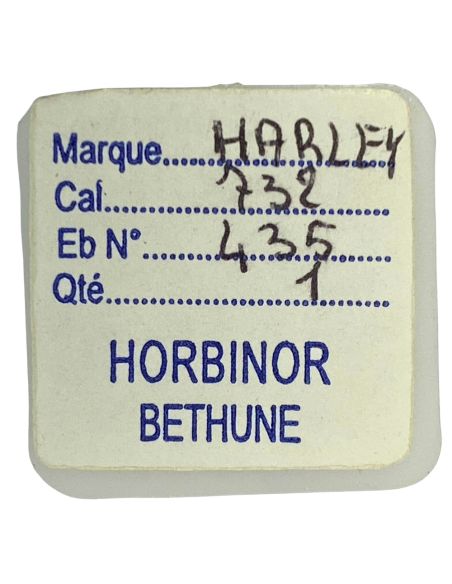 Marque......HARLEY
Cal......732
Eb N°......435
Qté......1
HORBINOR
BETHUNE